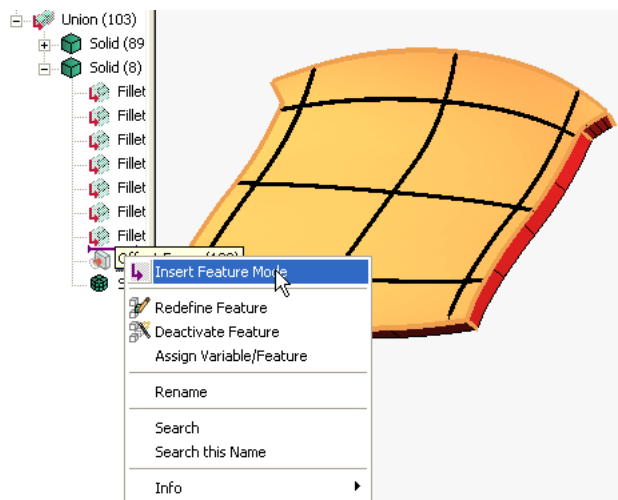 Union (103)
Solid (89
Solid (8)
Fillet
Fillet
Fillet
Fillet
Fillet
Fillet
Fillet
Insert Feature Mode
Redefine Feature
Deactivate Feature
Assign Variable/Feature
Rename
Search
Search this Name
Info